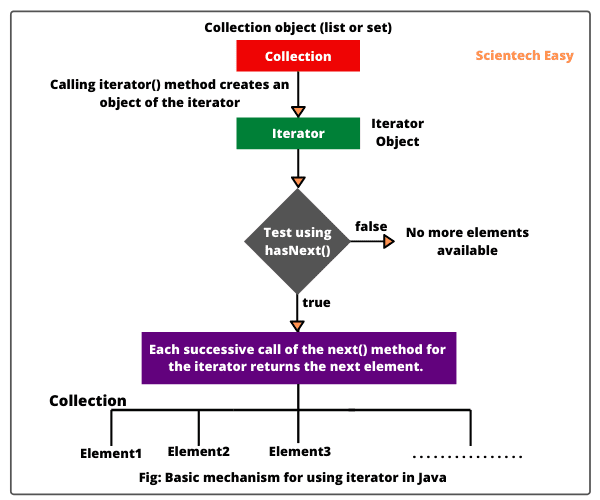 Collection object (list or set)
Collection
Scientech Easy
Calling iterator() method creates an
object of the iterator
Iterator
Iterator
Object
Test using
hasNext()
false
No more elements
available
true
Each successive call of the next() method for
the iterator returns the next element.
Collection
Element1
Element2
Element3
................
Fig: Basic mechanism for using iterator in Java